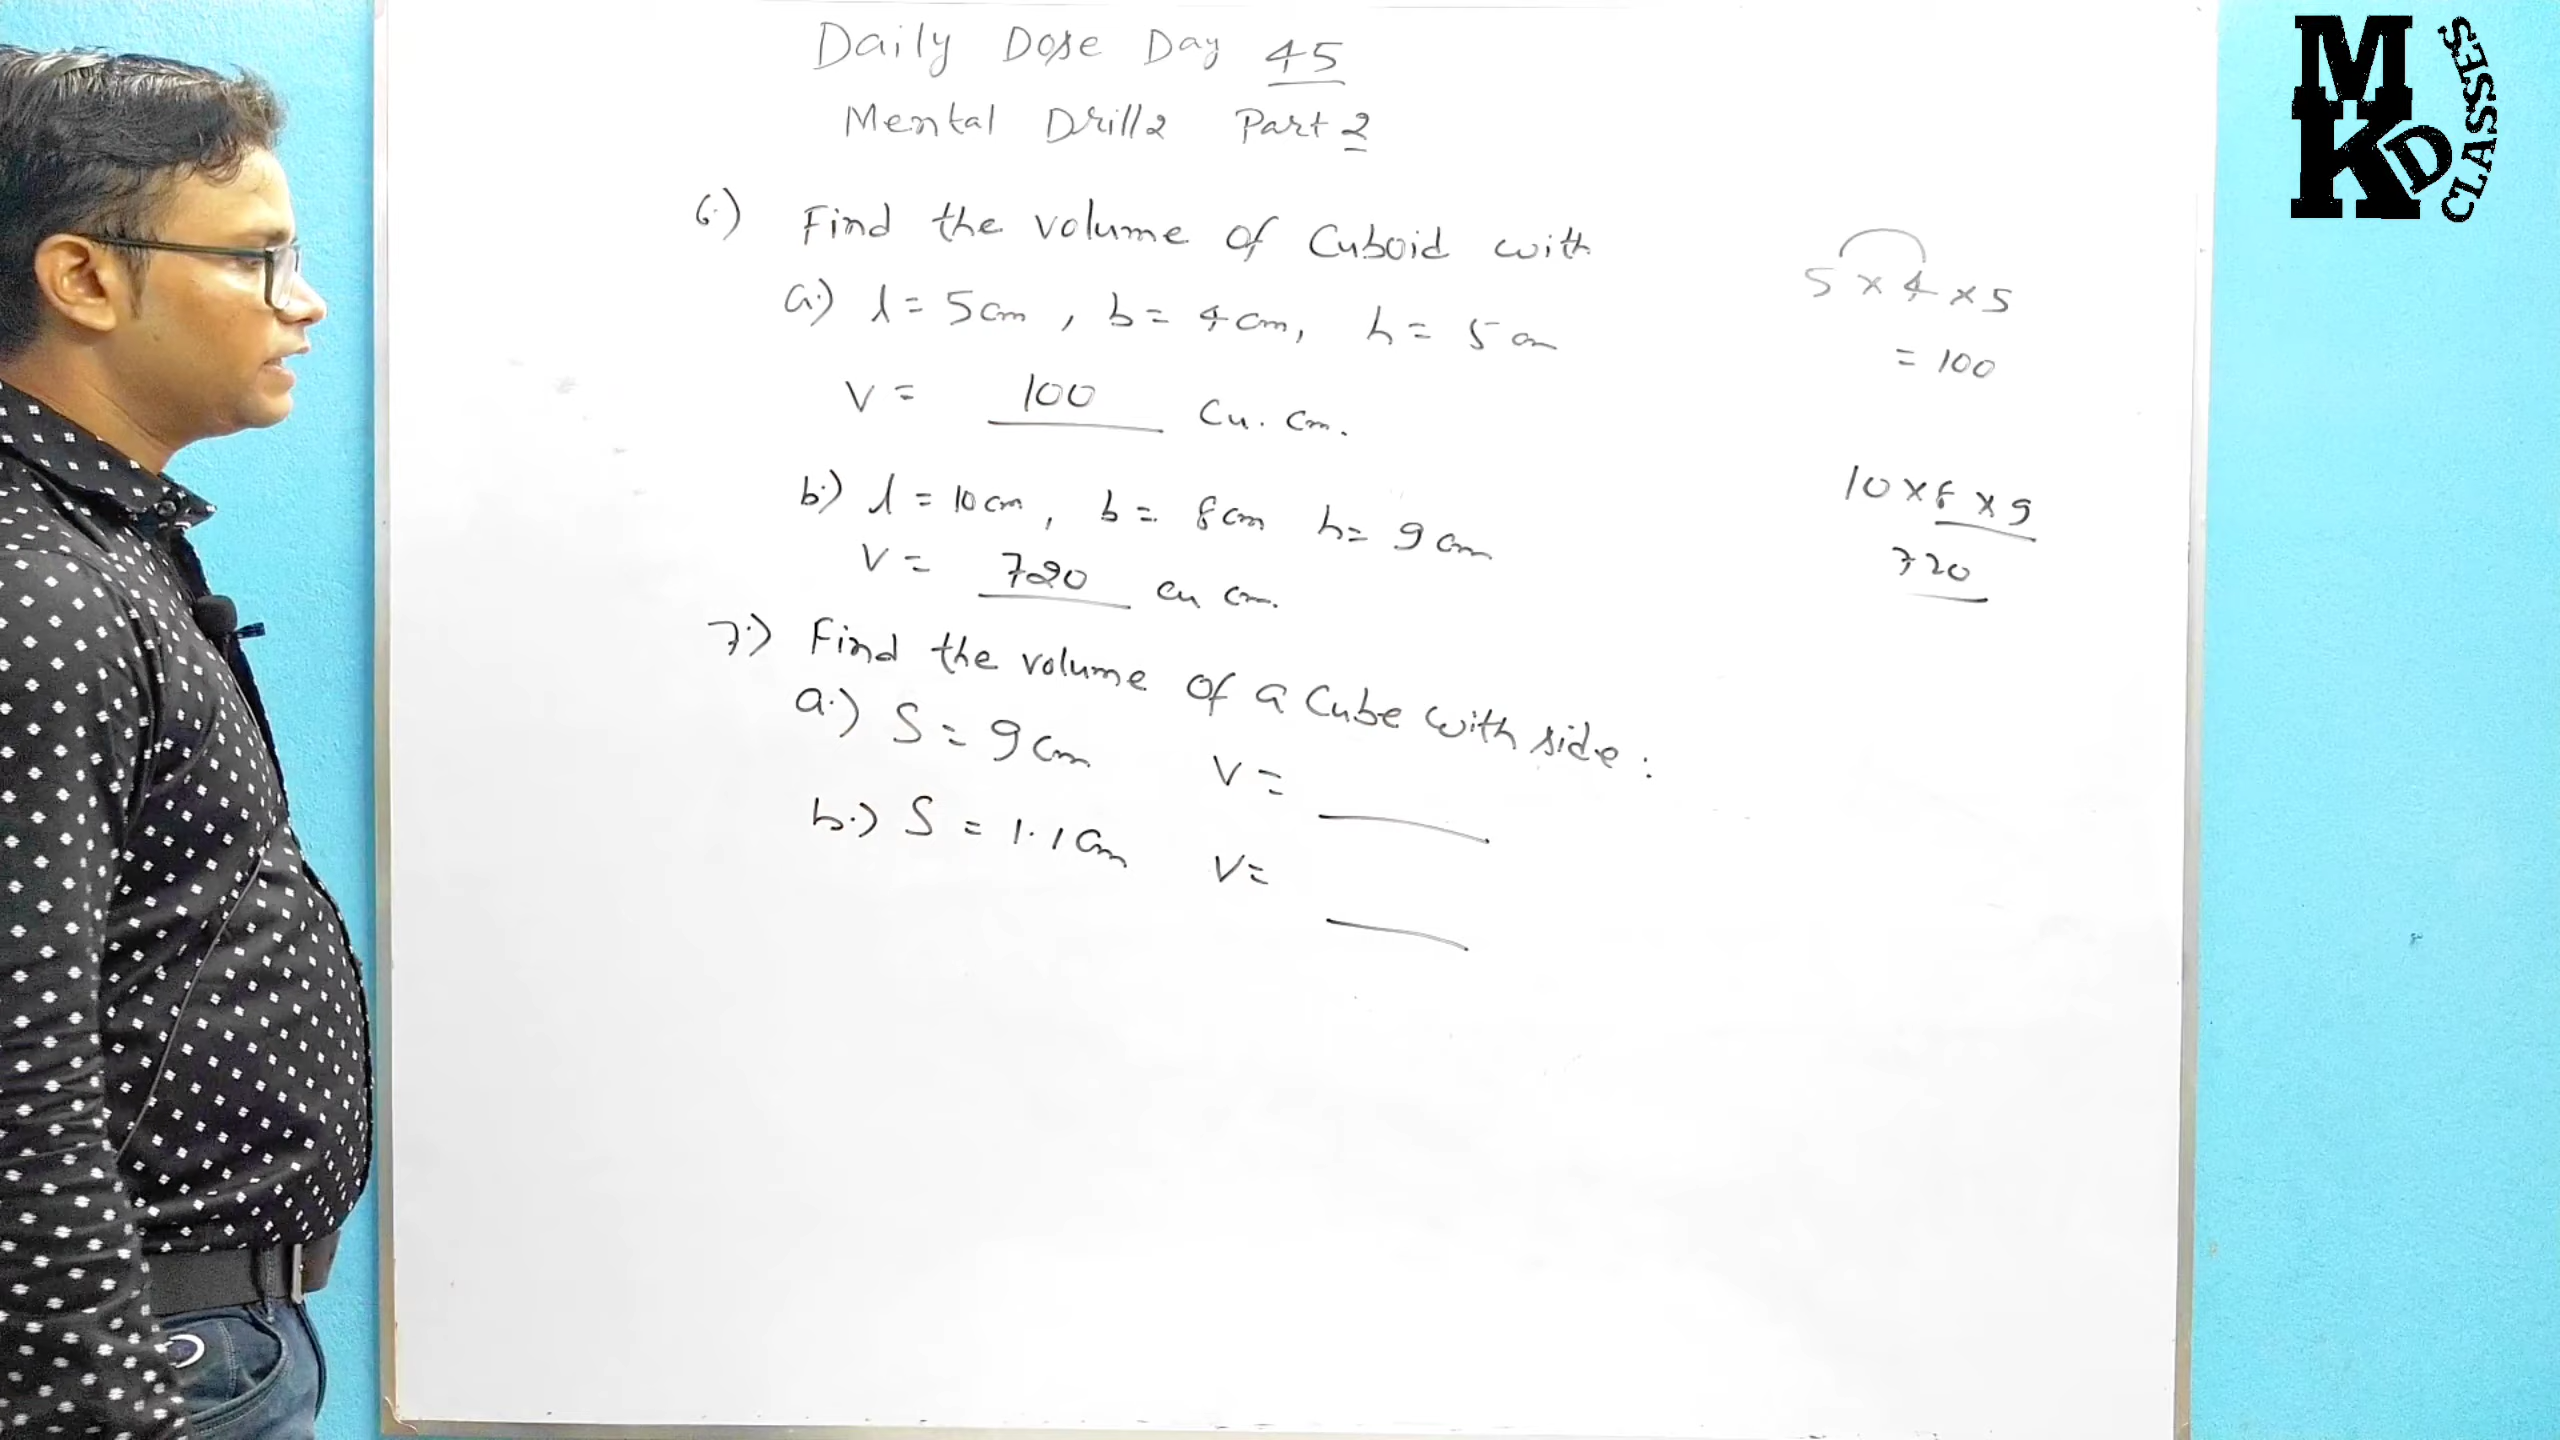 Daily Dose Day 45
Mental Drill2 Part 2
6.) Find the volume of Cuboid with
a.) l = 5cm, b = 4cm, h = 5cm
V = 100 Cu. Cm.
b.) l = 10cm, b = 8cm h = 9cm
V = 720 cu cm.
7.) Find the volume of a Cube with side:
a.) S = 9cm V =
b.) S = 1.1cm V =
5 × 4 × 5
= 100
10 × 8 × 9
720
MKD CLASSES